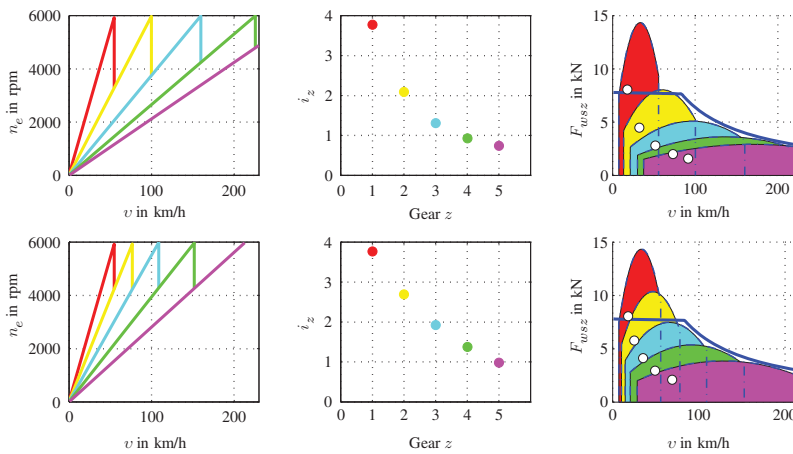 6000
4000
2000
0
0 100 200
n_e in rpm
υ in km/h
4
3
2
1
0
0 1 2 3 4 5
i_z
Gear z
15
10
5
0
0 100 200
F_wsz in kN
υ in km/h
6000
4000
2000
0
0 100 200
n_e in rpm
υ in km/h
4
3
2
1
0
0 1 2 3 4 5
i_z
Gear z
15
10
5
0
0 100 200
F_wsz in kN
υ in km/h